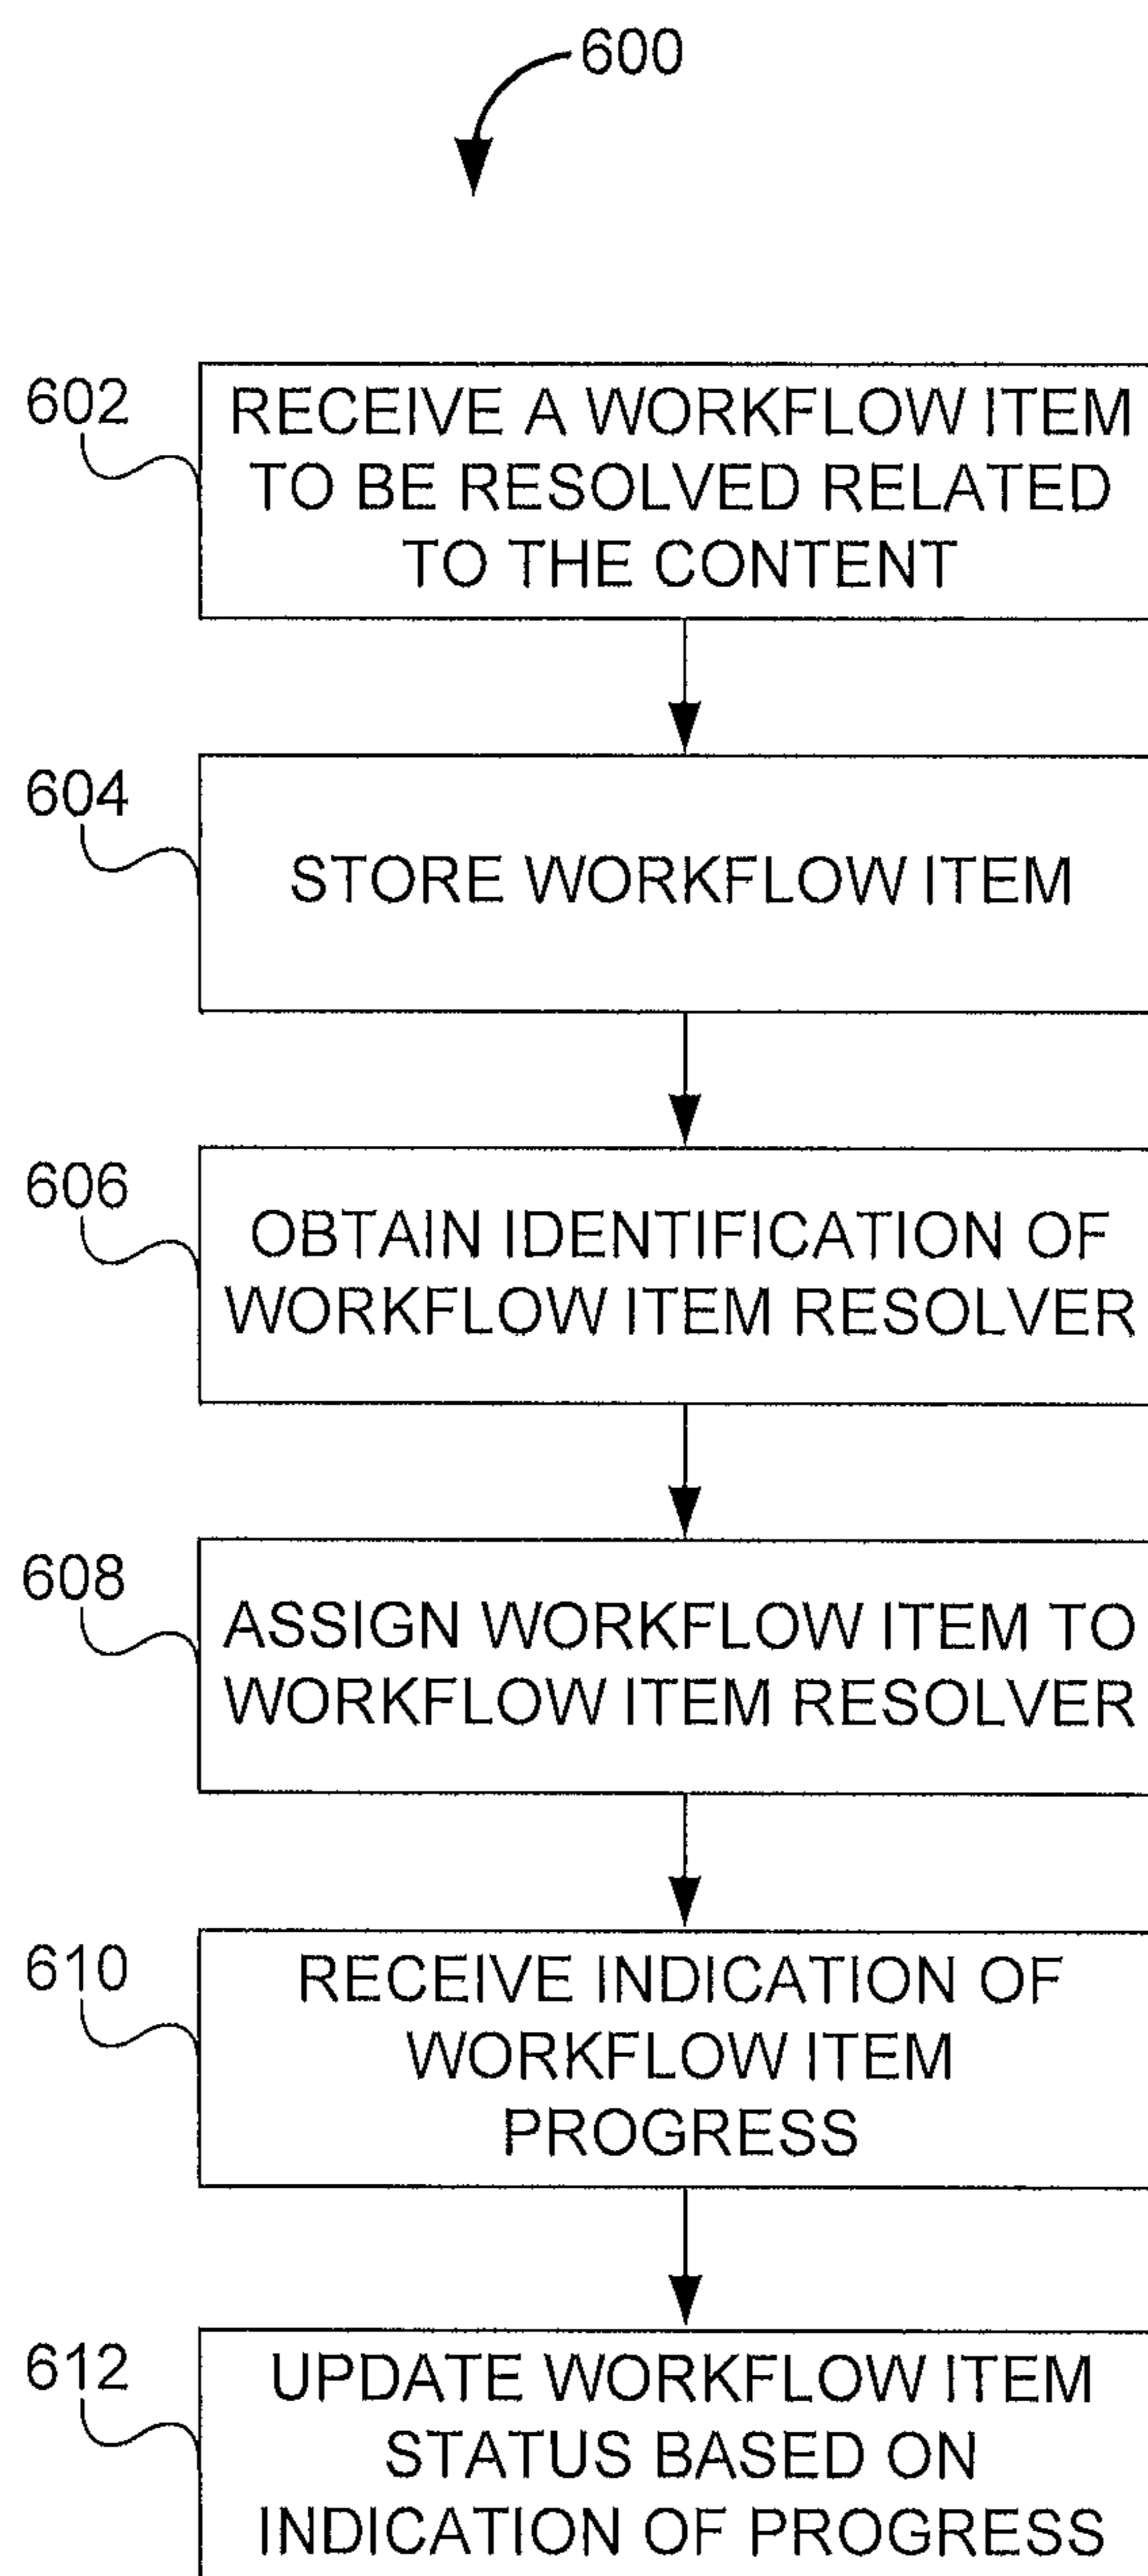 600
602
RECEIVE A WORKFLOW ITEM
TO BE RESOLVED RELATED
TO THE CONTENT
604
STORE WORKFLOW ITEM
606
OBTAIN IDENTIFICATION OF
WORKFLOW ITEM RESOLVER
608
ASSIGN WORKFLOW ITEM TO
WORKFLOW ITEM RESOLVER
610
RECEIVE INDICATION OF
WORKFLOW ITEM
PROGRESS
612
UPDATE WORKFLOW ITEM
STATUS BASED ON
INDICATION OF PROGRESS